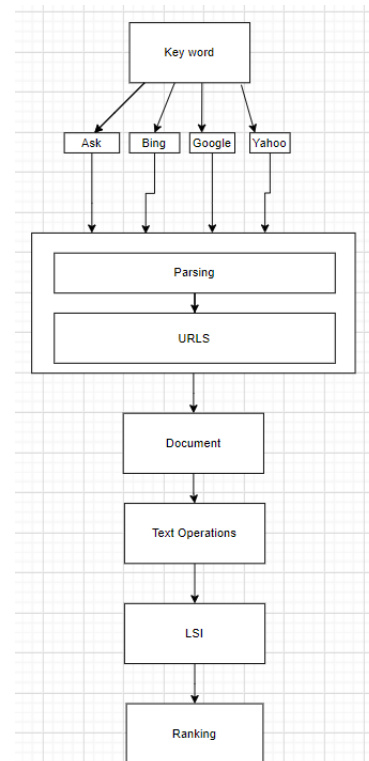 Key word
Ask
Bing
Google
Yahoo
Parsing
URLS
Document
Text Operations
LSI
Ranking